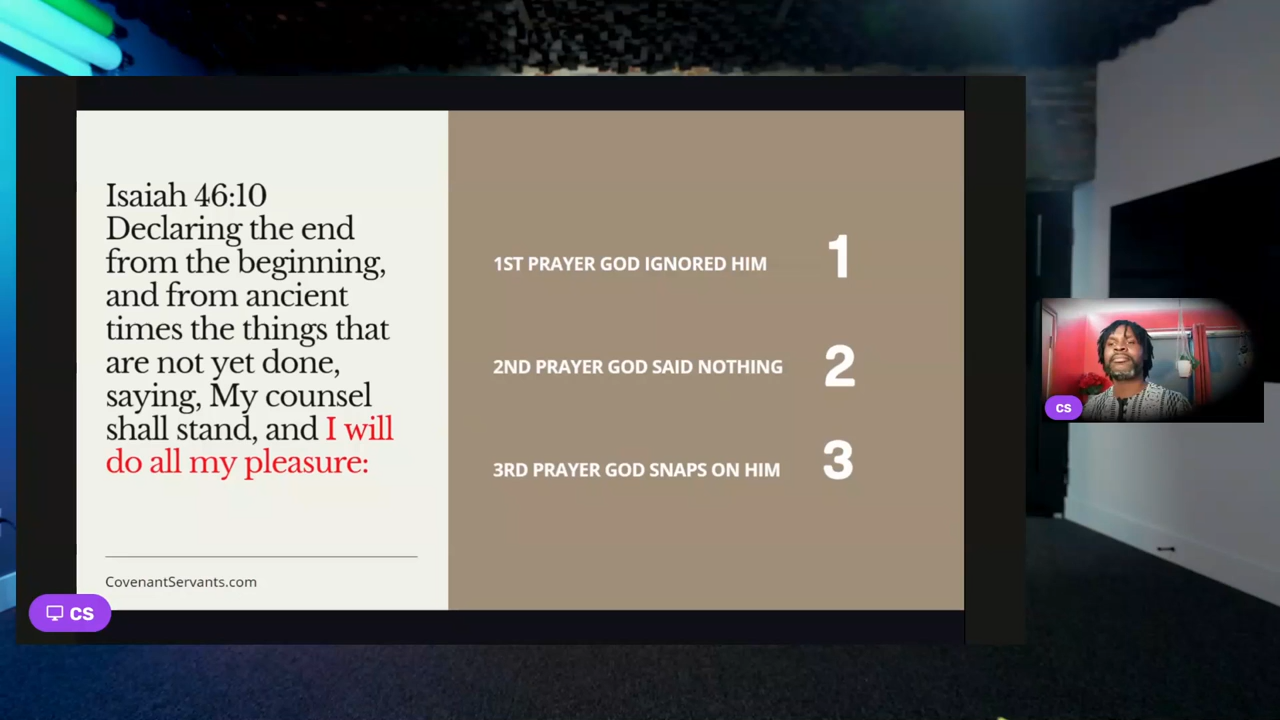 Isaiah 46:10
Declaring the end
from the beginning,
and from ancient
times the things that
are not yet done,
saying, My counsel
shall stand, and I will
do all my pleasure:
CovenantServants.com
CS
1ST PRAYER GOD IGNORED HIM 1
2ND PRAYER GOD SAID NOTHING 2
3RD PRAYER GOD SNAPS ON HIM 3
CS